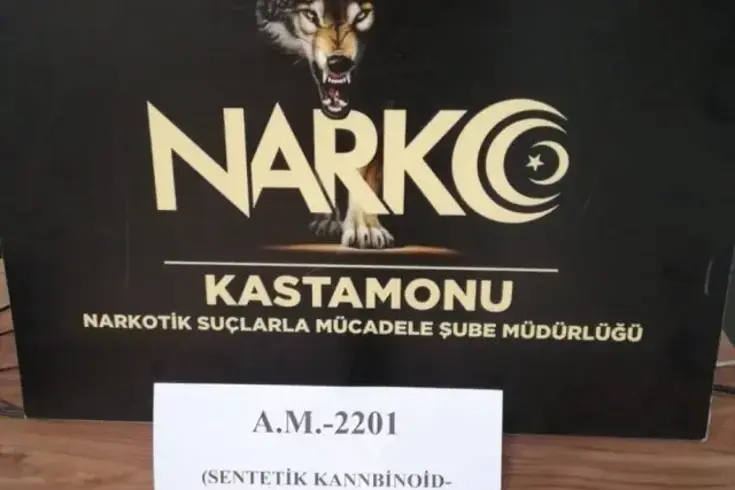 NARKO
KASTAMONU
NARKOTİK SUÇLARLA MÜCADELE ŞUBE MÜDÜRLÜĞÜ
A.M.-2201
(SENTETİK KANNBİNOİD-